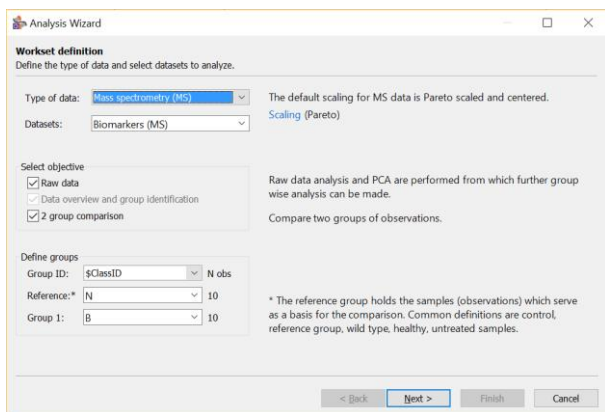 Analysis Wizard
Workset definition
Define the type of data and select datasets to analyze.
Type of data: Mass spectrometry (MS)
The default scaling for MS data is Pareto scaled and centered.
Datasets: Biomarkers (MS)
Scaling (Pareto)
Select objective
Raw data
Data overview and group identification
2 group comparison
Raw data analysis and PCA are performed from which further group
wise analysis can be made.
Compare two groups of observations.
Define groups
Group ID: $ClassID N obs
Reference:* N 10
Group 1: B 10
* The reference group holds the samples (observations) which serve
as a basis for the comparison. Common definitions are control,
reference group, wild type, healthy, untreated samples.
< Back Next > Finish Cancel